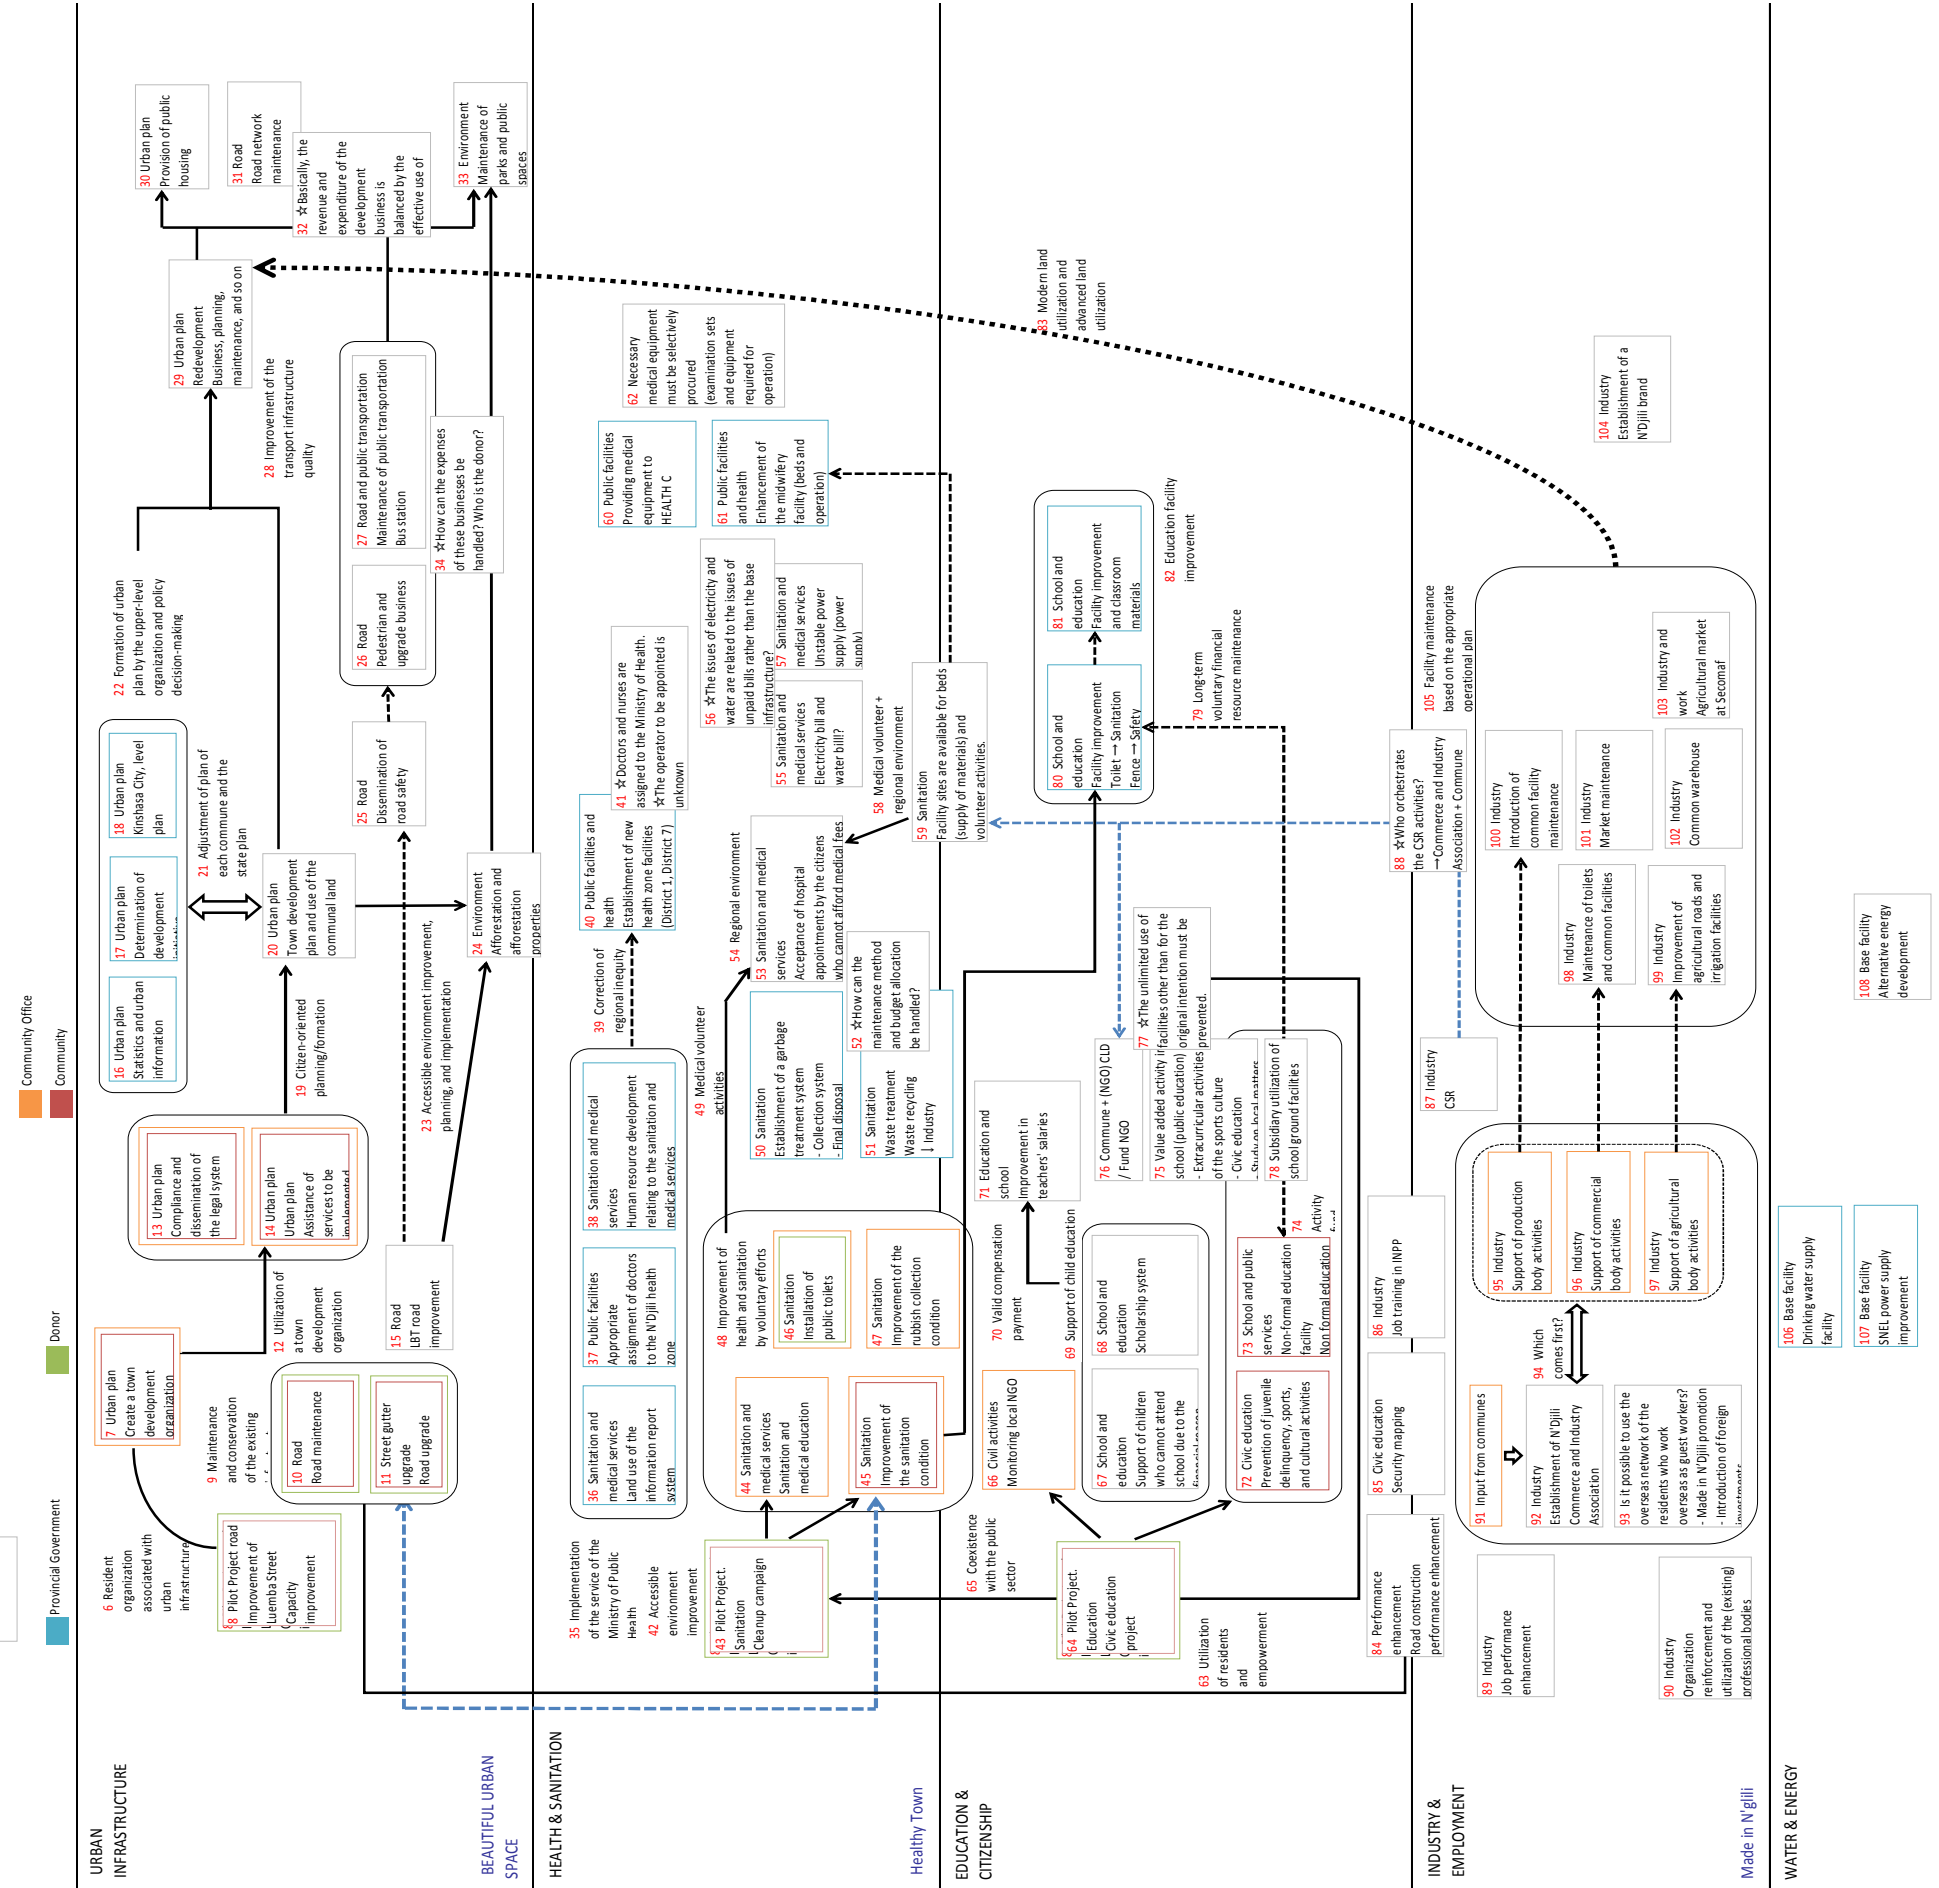 Provincial Government
Donor
Community Office
Community
URBAN
INFRASTRUCTURE
BEAUTIFUL URBAN
SPACE
6 Resident
organization
associated with
urban
infrastructure
7 Urban plan
Create a town
development
organization
8 Pilot Project road
Improvement of
Luemba Street
Capacity
improvement
9 Maintenance
and conservation
of the existing
10 Road
Road maintenance
11 Street gutter
upgrade
Road upgrade
12 Utilization of
a town
development
organization
13 Urban plan
Compliance and
dissemination of
the legal system
14 Urban plan
Urban plan
Assistance of
services to be
implemented
15 Road
LBT road
improvement
16 Urban plan
Statistics and urban
information
17 Urban plan
Determination of
development
initiative
18 Urban plan
Kinshasa City, level
plan
19 Citizen-oriented
planning/formation
20 Urban plan
Town development
plan and use of the
communal land
21 Adjustment of plan of
each commune and the
state plan
22 Formation of urban
plan by the upper-level
organization and policy
decision-making
23 Accessible environment improvement,
planning, and implementation
24 Environment
Afforestation and
afforestation
properties
25 Road
Dissemination of
road safety
26 Road
Pedestrian and
upgrade business
27 Road and public transportation
Maintenance of public transportation
Bus station
28 Improvement of the
transport infrastructure
quality
29 Urban plan
Redevelopment
Business, planning,
maintenance, and so on
30 Urban plan
Provision of public
housing
31 Road
Road network
maintenance
32 ☆Basically, the
revenue and
expenditure of the
development
business is
balanced by the
effective use of
33 Environment
Maintenance of
parks and public
spaces
34 ☆How can the expenses
of these businesses be
handled? Who is the donor?
HEALTH & SANITATION
Healthy Town
35 Implementation
of the service of the
Ministry of Public
Health
36 Sanitation and
medical services
Land use of the
information report
system
37 Public facilities
Appropriate
assignment of doctors
to the N'Djili health
zone
38 Sanitation and medical
services
Human resource development
relating to the sanitation and
medical services
39 Correction of
regional inequity
40 Public facilities and
health
Establishment of new
health zone facilities
(District 1, District 7)
41 ☆Doctors and nurses are
assigned to the Ministry of Health.
☆The operator to be appointed is
unknown
42 Accessible
environment
improvement
43 Pilot Project.
Sanitation
Cleanup campaign
44 Sanitation and
medical services
Sanitation and
medical education
45 Sanitation
Improvement of
the sanitation
condition
46 Sanitation
Installation of
public toilets
47 Sanitation
Improvement of the
rubbish collection
condition
48 Improvement of
health and sanitation
by voluntary efforts
49 Medical volunteer
activities
50 Sanitation
Establishment of a garbage
treatment system
- Collection system
- Final disposal
51 Sanitation
Waste treatment
Waste recycling
↓ Industry
52 ☆How can the
maintenance method
and budget allocation
be handled?
53 Sanitation and medical
services
Acceptance of hospital
appointments by the citizens
who cannot afford medical fees
54 Regional environment
55 Sanitation and
medical services
Electricity bill and
water bill!?
56 ☆The issues of electricity and
water are related to the issues of
unpaid bills rather than the base
infrastructure?
57 Sanitation and
medical services
Unstable power
supply (power
supply)
58 Medical volunteer +
regional environment
59 Sanitation
Facility sites are available for beds
(supply of materials) and
volunteer activities.
60 Public facilities
Providing medical
equipment to
HEALTH C
61 Public facilities
and health
Enhancement of
the midwifery
facility (beds and
operation)
62 Necessary
medical equipment
must be selectively
procured
(examination sets
and equipment
required for
operation)
EDUCATION &
CITIZENSHIP
63 Utilization
of residents
and
empowerment
64 Pilot Project.
Education
Civic education
project
65 Coexistence
with the public
sector
66 Civil activities
Monitoring local NGO
67 School and
education
Support of children
who cannot attend
school due to the
financial reason
68 School and
education
Scholarship system
69 Support of child education
70 Valid compensation
payment
71 Education and
school
Improvement in
teachers' salaries
72 Civic education
Prevention of juvenile
delinquency, sports,
and cultural activities
73 School and public
services
Non-formal education
facility
Non formal education
74
Activity
fund
75 Value added activity in
school (public education)
- Extracurricular activities
of the sports culture
- Civic education
- Study on local matters
76 Commune + (NGO) CLD
/ Fund NGO
77 ☆The unlimited use of
facilities other than for the
original intention must be
prevented.
78 Subsidiary utilization of
school ground facilities
79 Long-term
voluntary financial
resource maintenance
80 School and
education
Facility improvement
Toilet → Sanitation
Fence → Safety
81 School and
education
Facility improvement
and classroom
materials
82 Education facility
improvement
83 Modern land
utilization and
advanced land
utilization
INDUSTRY &
EMPLOYMENT
Made in N'glili
84 Performance
enhancement
Road construction
performance enhancement
85 Civic education
Security mapping
86 Industry
Job training in INPP
87 Industry
CSR
88 ☆Who orchestrates
the CSR activities?
→Commerce and Industry
Association + Commune
89 Industry
Job performance
enhancement
90 Industry
Organization
reinforcement and
utilization of the (existing)
professional bodies
91 Input from communes
92 Industry
Establishment of N'Djili
Commerce and Industry
Association
93 Is it possible to use the
overseas network of the
residents who work
overseas as guest workers?
- Made in N'Djili promotion
- Introduction of foreign
investments
94 Which
comes first?
95 Industry
Support of production
body activities
96 Industry
Support of commercial
body activities
97 Industry
Support of agricultural
body activities
98 Industry
Maintenance of toilets
and common facilities
99 Industry
Improvement of
agricultural roads and
irrigation facilities
100 Industry
Introduction of
common facility
maintenance
101 Industry
Market maintenance
102 Industry
Common warehouse
103 Industry and
work
Agricultural market
at Secomaf
104 Industry
Establishment of a
N'Djili brand
105 Facility maintenance
based on the appropriate
operational plan
WATER & ENERGY
106 Base facility
Drinking water supply
facility
107 Base facility
SNEL power supply
improvement
108 Base facility
Alternative energy
development